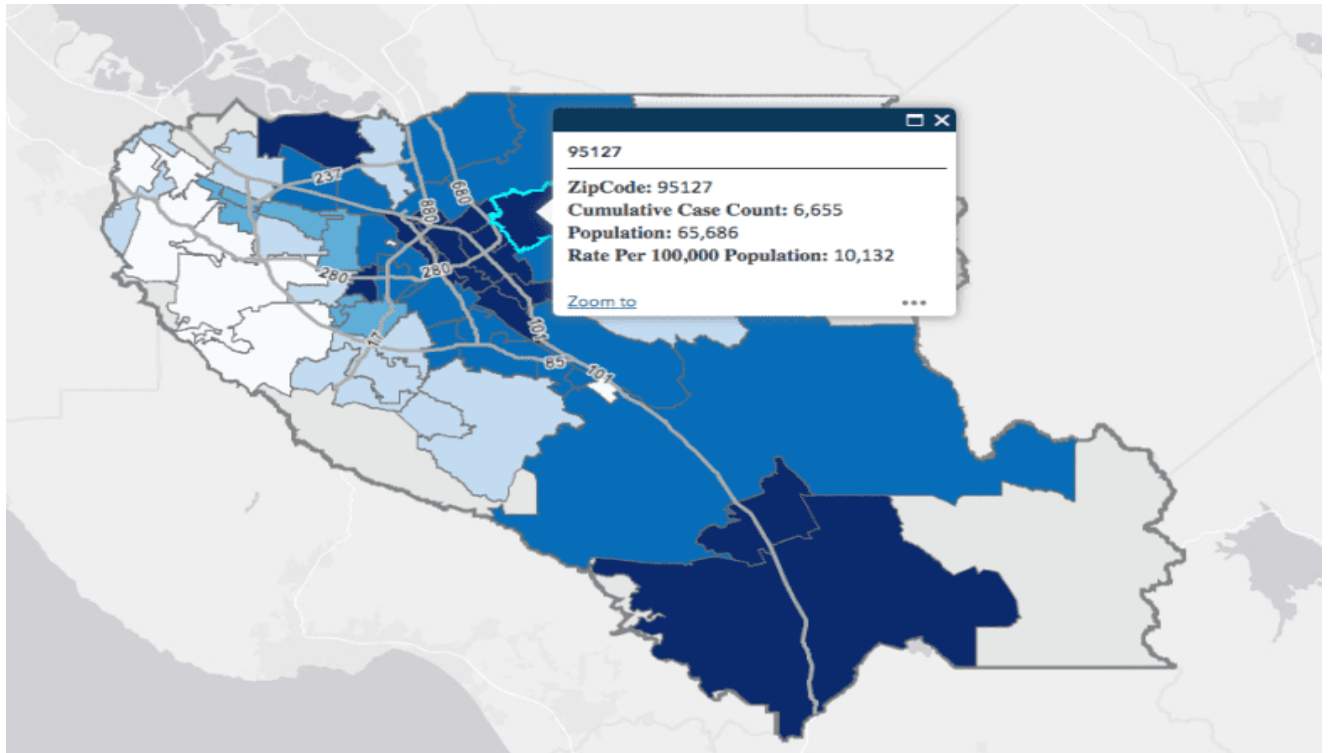 95127
ZipCode: 95127
Cumulative Case Count: 6,655
Population: 65,686
Rate Per 100,000 Population: 10,132
Zoom to
237
680
880
280
280
101
17
85
101